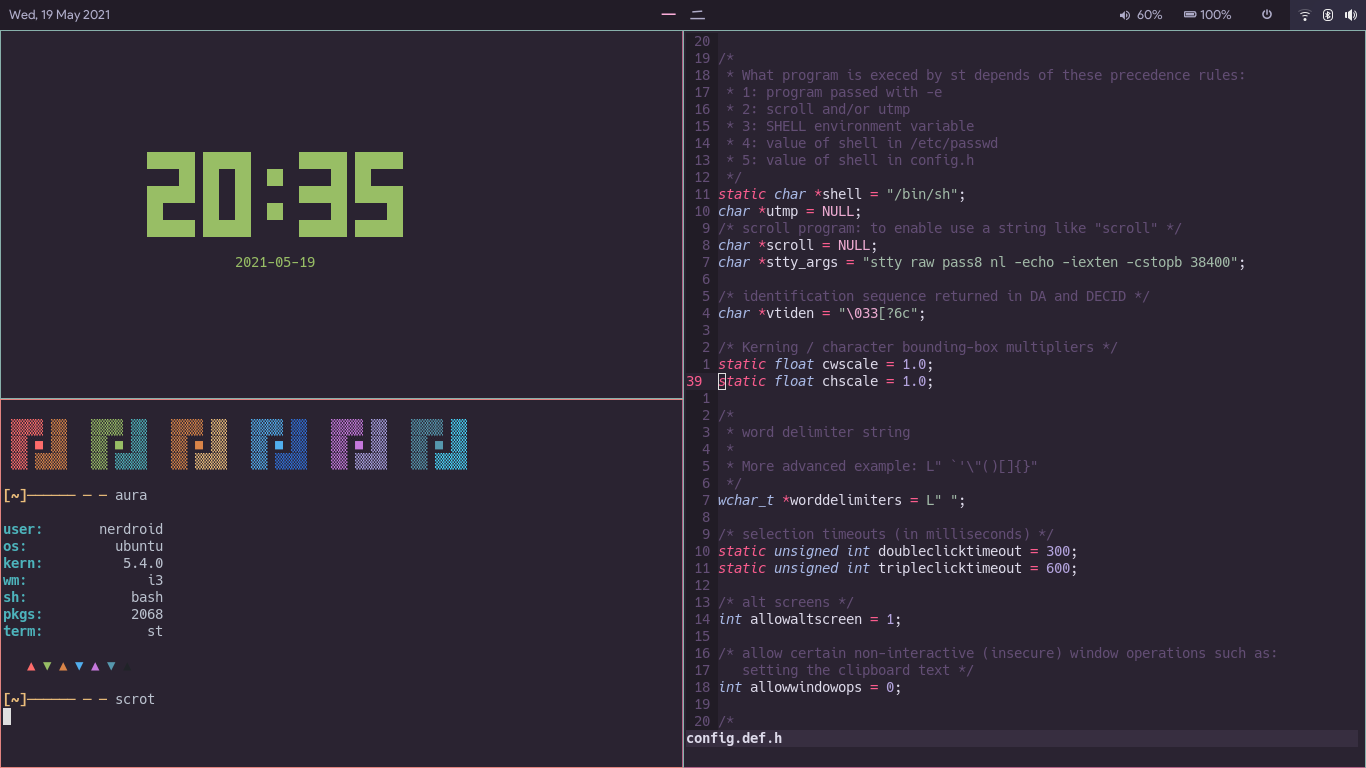 Wed, 19 May 2021
60%
100%
20:35
2021-05-19
[~]────── ─ ─ aura
user: nerdroid
os: ubuntu
kern: 5.4.0
wm: i3
sh: bash
pkgs: 2068
term: st
[~]────── ─ ─ scrot
20
19 /*
18  * What program is execed by st depends of these precedence rules:
17  * 1: program passed with -e
16  * 2: scroll and/or utmp
15  * 3: SHELL environment variable
14  * 4: value of shell in /etc/passwd
13  * 5: value of shell in config.h
12  */
11 static char *shell = "/bin/sh";
10 char *utmp = NULL;
9 /* scroll program: to enable use a string like "scroll" */
8 char *scroll = NULL;
7 char *stty_args = "stty raw pass8 nl -echo -iexten -cstopb 38400";
6
5 /* identification sequence returned in DA and DECID */
4 char *vtiden = "\033[?6c";
3
2 /* Kerning / character bounding-box multipliers */
1 static float cwscale = 1.0;
39 static float chscale = 1.0;
1
2 /*
3  * word delimiter string
4  *
5  * More advanced example: L" `'\"()[]{}"
6  */
7 wchar_t *worddelimiters = L" ";
8
9 /* selection timeouts (in milliseconds) */
10 static unsigned int doubleclicktimeout = 300;
11 static unsigned int tripleclicktimeout = 600;
12
13 /* alt screens */
14 int allowaltscreen = 1;
15
16 /* allow certain non-interactive (insecure) window operations such as:
17    setting the clipboard text */
18 int allowwindowops = 0;
19
20 /*
config.def.h